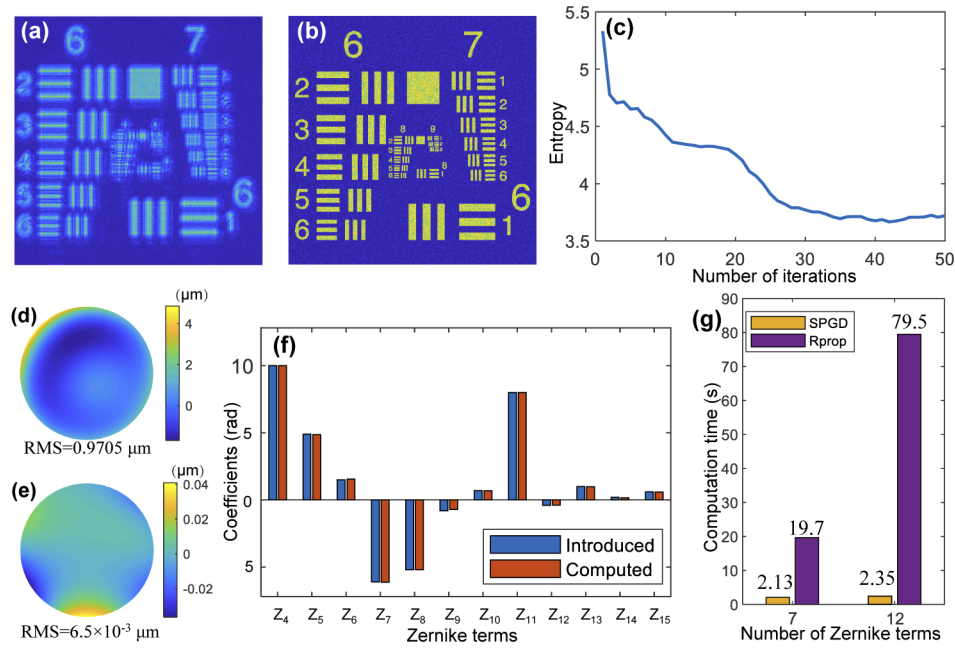 (a)
6 7
2
3
4
5
6
6
1
(b)
6 7
2
3
4
5
6
1
2
3
4
5
6
8 9
8
6
1
(c)
5.5
5
4.5
4
3.5
Entropy
0 10 20 30 40 50
Number of iterations
(d)
(μm)
4
2
0
RMS=0.9705 μm
(e)
(μm)
0.04
0.02
0
-0.02
RMS=6.5×10⁻³ μm
(f)
10
5
0
5
Coefficients (rad)
Introduced
Computed
Z₄ Z₅ Z₆ Z₇ Z₈ Z₉ Z₁₀ Z₁₁ Z₁₂ Z₁₃ Z₁₄ Z₁₅
Zernike terms
(g)
90
80
70
60
50
40
30
20
10
0
Computation time (s)
SPGD
Rprop
2.13
19.7
2.35
79.5
7 12
Number of Zernike terms